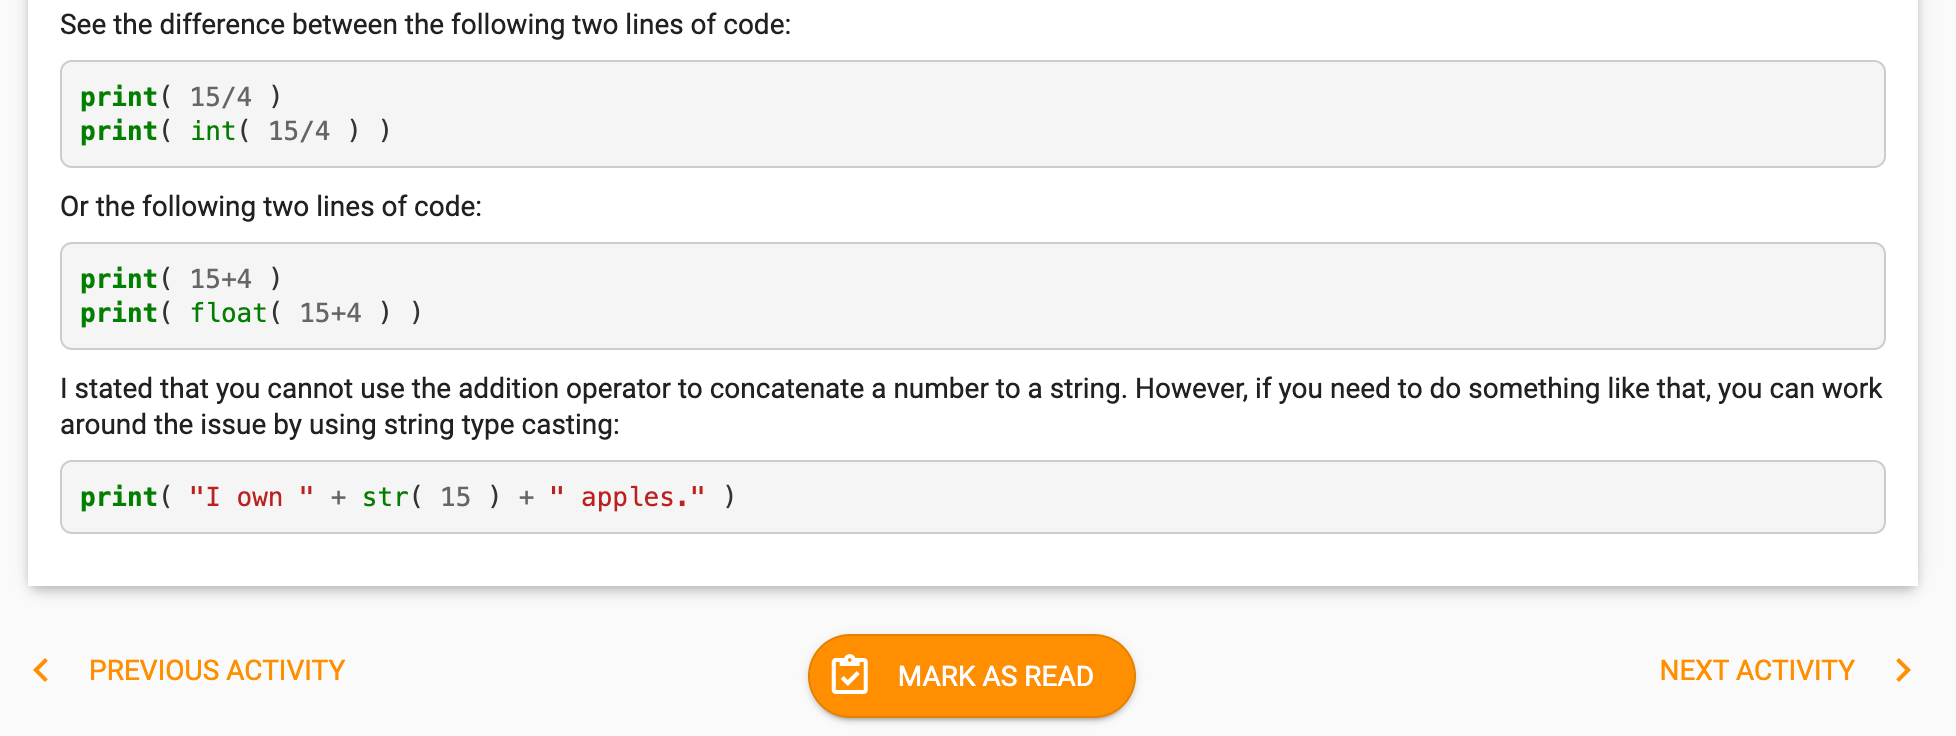 See the difference between the following two lines of code:
print( 15/4 )
print( int( 15/4 ) )
Or the following two lines of code:
print( 15+4 )
print( float( 15+4 ) )
I stated that you cannot use the addition operator to concatenate a number to a string. However, if you need to do something like that, you can work
around the issue by using string type casting:
print( "I own " + str( 15 ) + " apples." )
PREVIOUS ACTIVITY
MARK AS READ
NEXT ACTIVITY